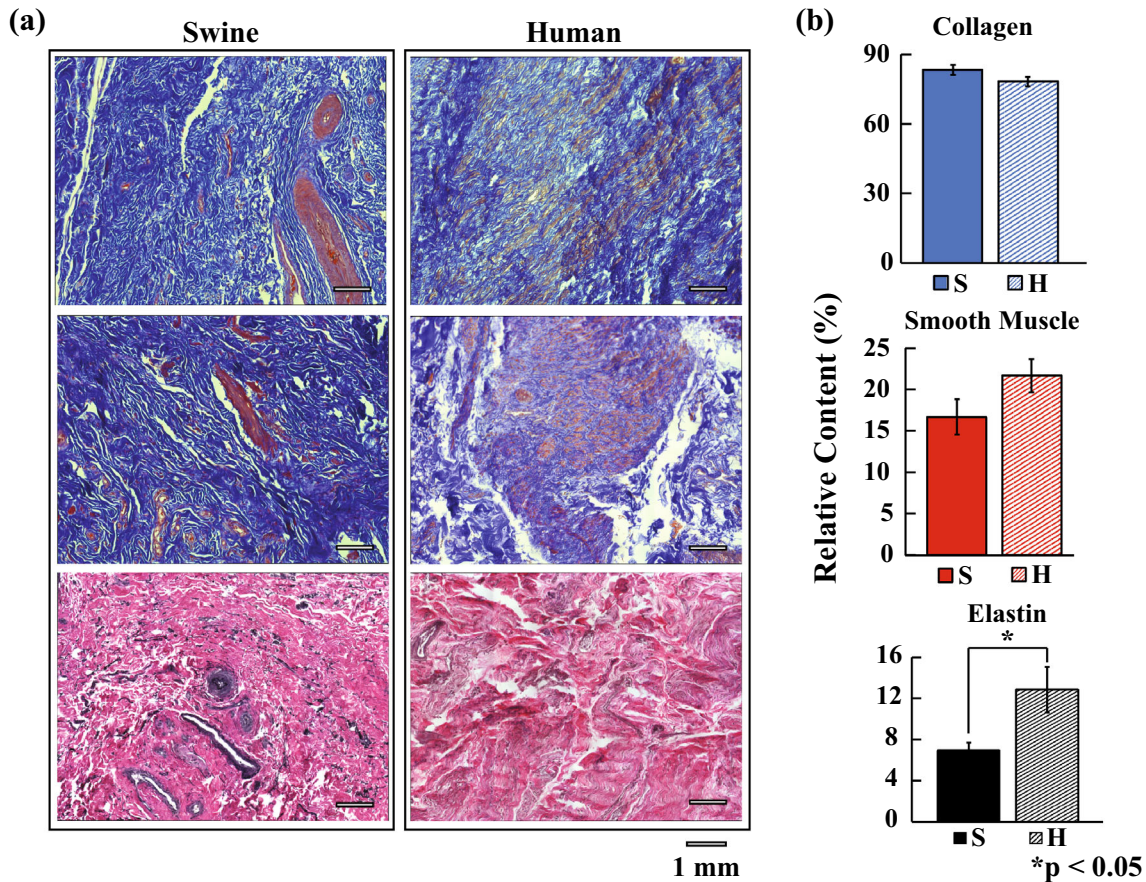 (a)
Swine
Human
1 mm
(b)
Relative Content (%)
Collagen
90
60
30
0
S H
Smooth Muscle
25
20
15
10
5
0
S H
Elastin
*
16
12
8
4
0
S H
*p < 0.05